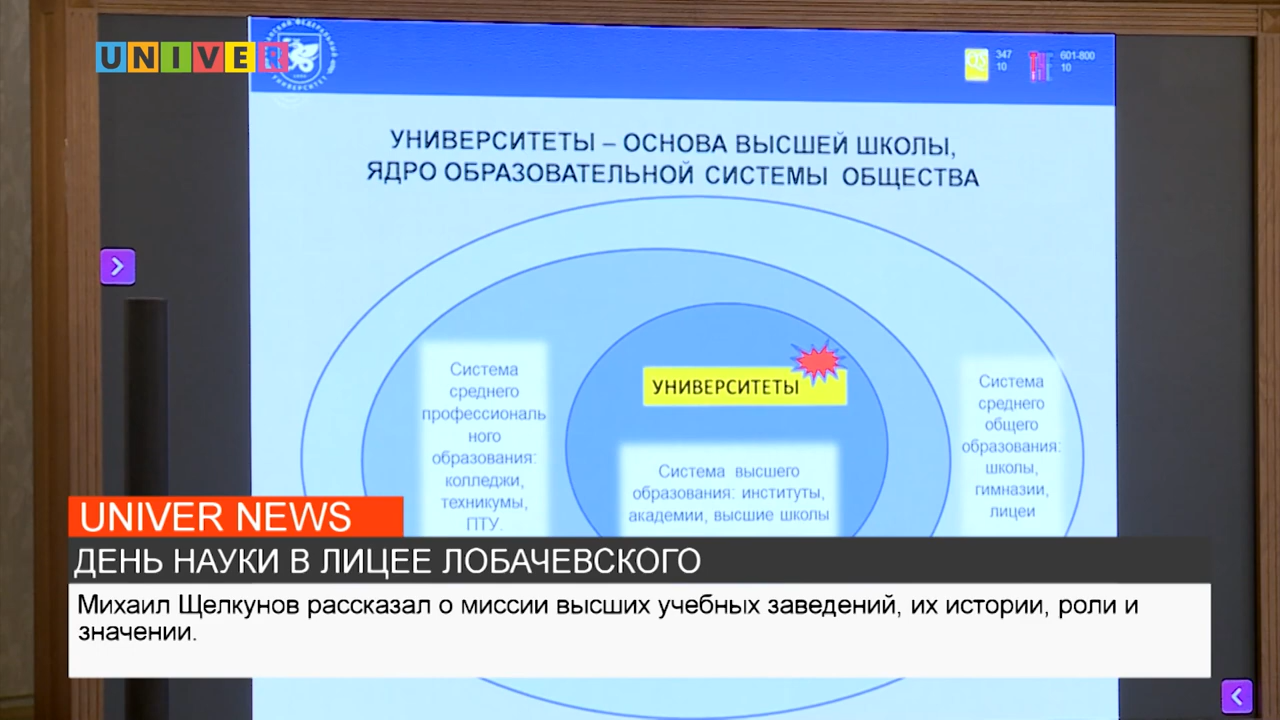 UNIVER
347
10
601-800
10
УНИВЕРСИТЕТЫ – ОСНОВА ВЫСШЕЙ ШКОЛЫ,
ЯДРО ОБРАЗОВАТЕЛЬНОЙ СИСТЕМЫ ОБЩЕСТВА
Система
среднего
профессиональ
ного
образования:
колледжи,
техникумы,
ПТУ.
УНИВЕРСИТЕТЫ
Система высшего
образования: институты,
академии, высшие школы
Система
среднего
общего
образования:
школы,
гимназии,
лицеи
UNIVER NEWS
ДЕНЬ НАУКИ В ЛИЦЕЕ ЛОБАЧЕВСКОГО
Михаил Щелкунов рассказал о миссии высших учебных заведений, их истории, роли и
значении.